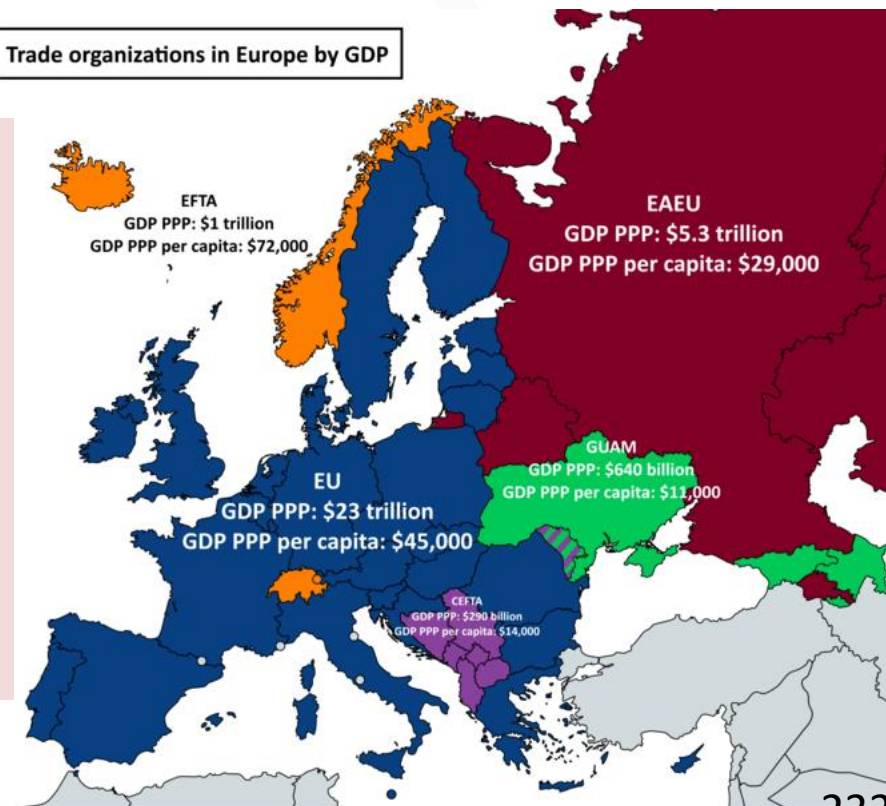 Trade organizations in Europe by GDP
EFTA
GDP PPP: $1 trillion
GDP PPP per capita: $72,000
EAEU
GDP PPP: $5.3 trillion
GDP PPP per capita: $29,000
GUAM
GDP PPP: $640 billion
GDP PPP per capita: $11,000
EU
GDP PPP: $23 trillion
GDP PPP per capita: $45,000
CEFTA
GDP PPP: $290 billion
GDP PPP per capita: $14,000